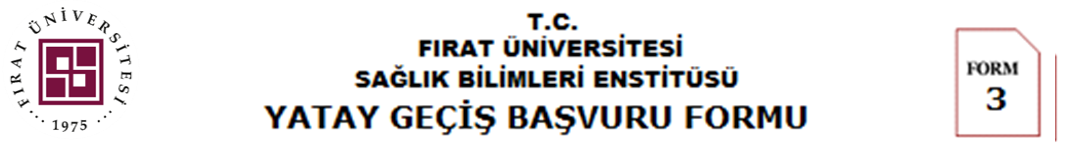 FIRAT ÜNİVERSİTESİ
1975
T.C.
FIRAT ÜNİVERSİTESİ
SAĞLIK BİLİMLERİ ENSTİTÜSÜ
YATAY GEÇİŞ BAŞVURU FORMU
FORM
3